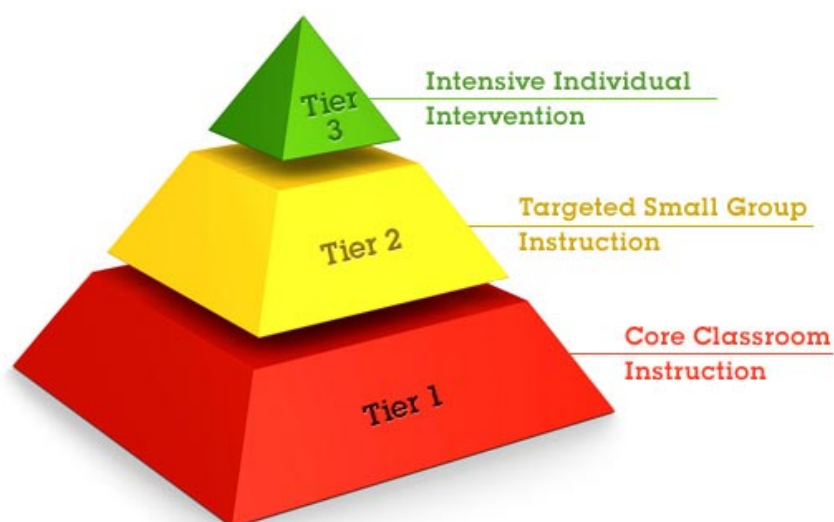 Tier
3
Intensive Individual
Intervention
Tier 2
Targeted Small Group
Instruction
Tier 1
Core Classroom
Instruction